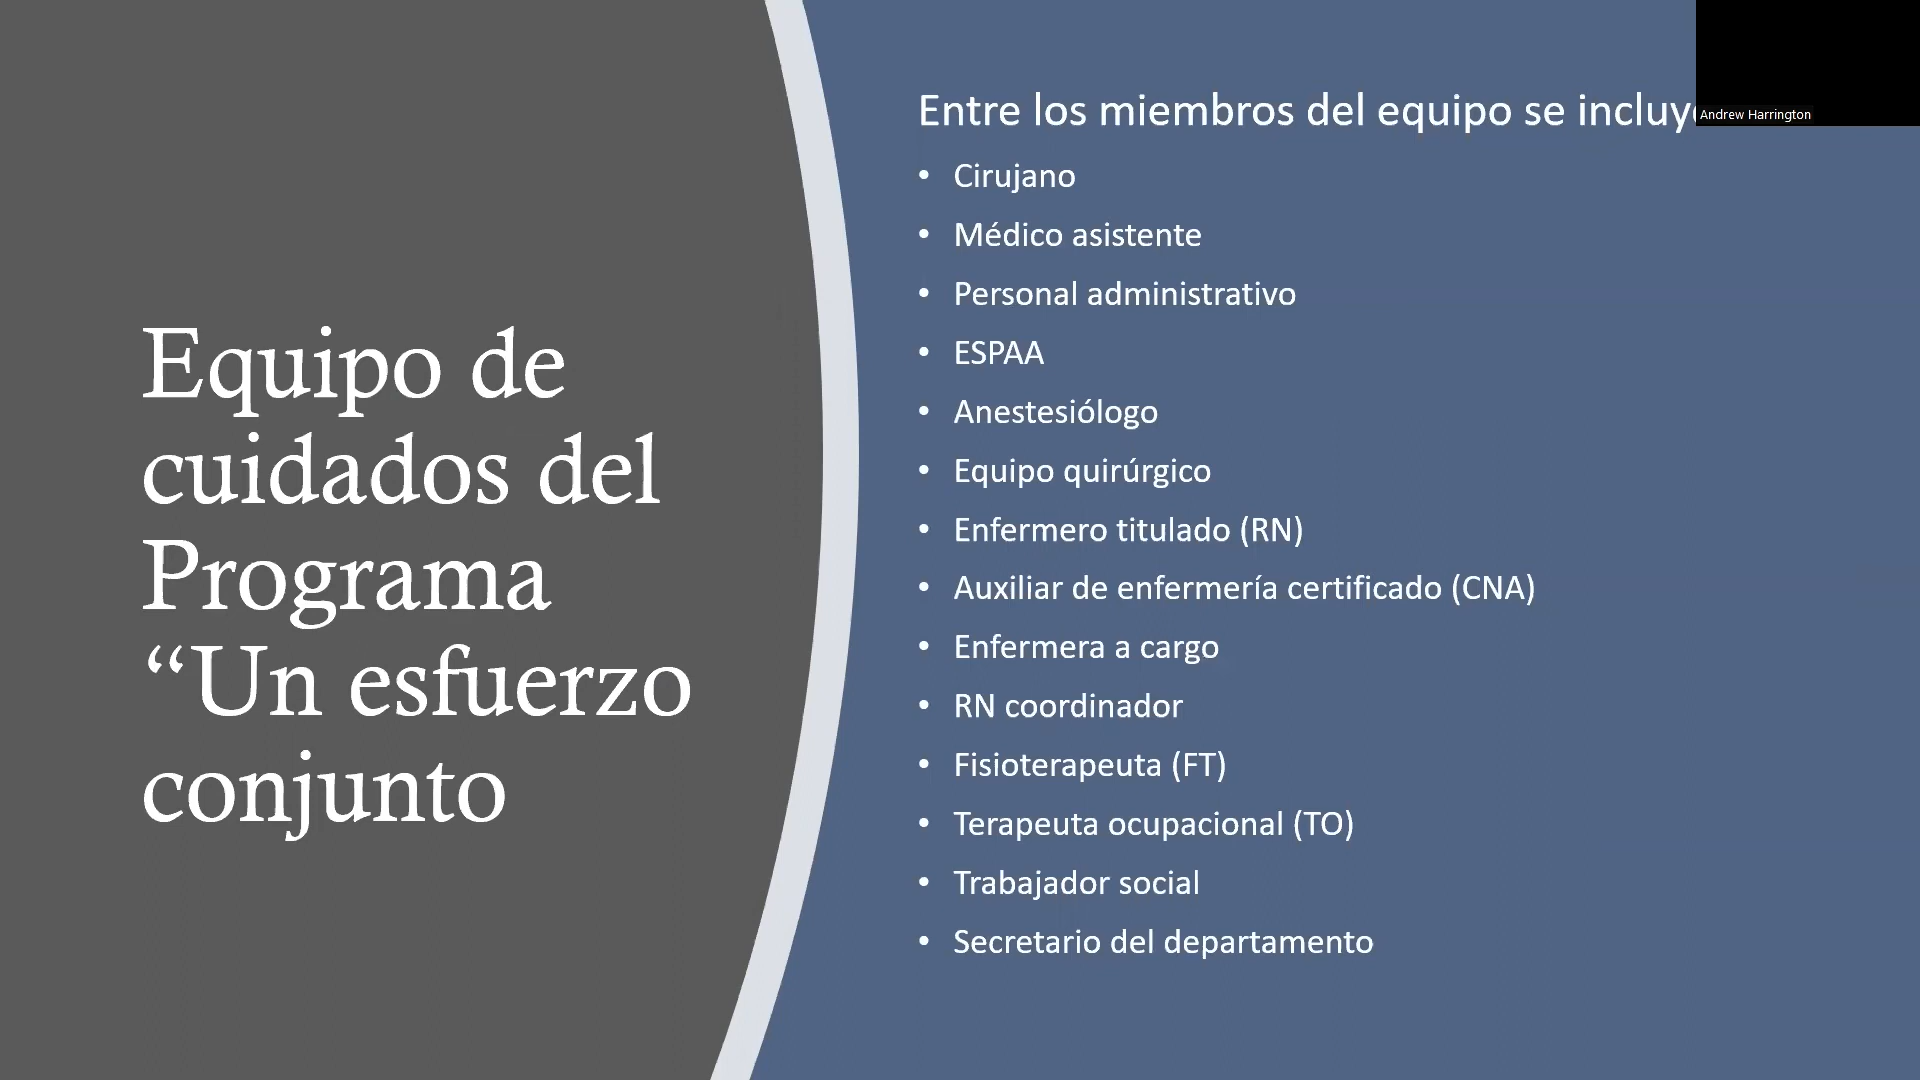 Equipo de
cuidados del
Programa
“Un esfuerzo
conjunto
Entre los miembros del equipo se
Andrew Harrington
• Cirujano
• Médico asistente
• Personal administrativo
• ESPAA
• Anestesiólogo
• Equipo quirúrgico
• Enfermero titulado (RN)
• Auxiliar de enfermería certificado (CNA)
• Enfermera a cargo
• RN coordinador
• Fisioterapeuta (FT)
• Terapeuta ocupacional (TO)
• Trabajador social
• Secretario del departamento